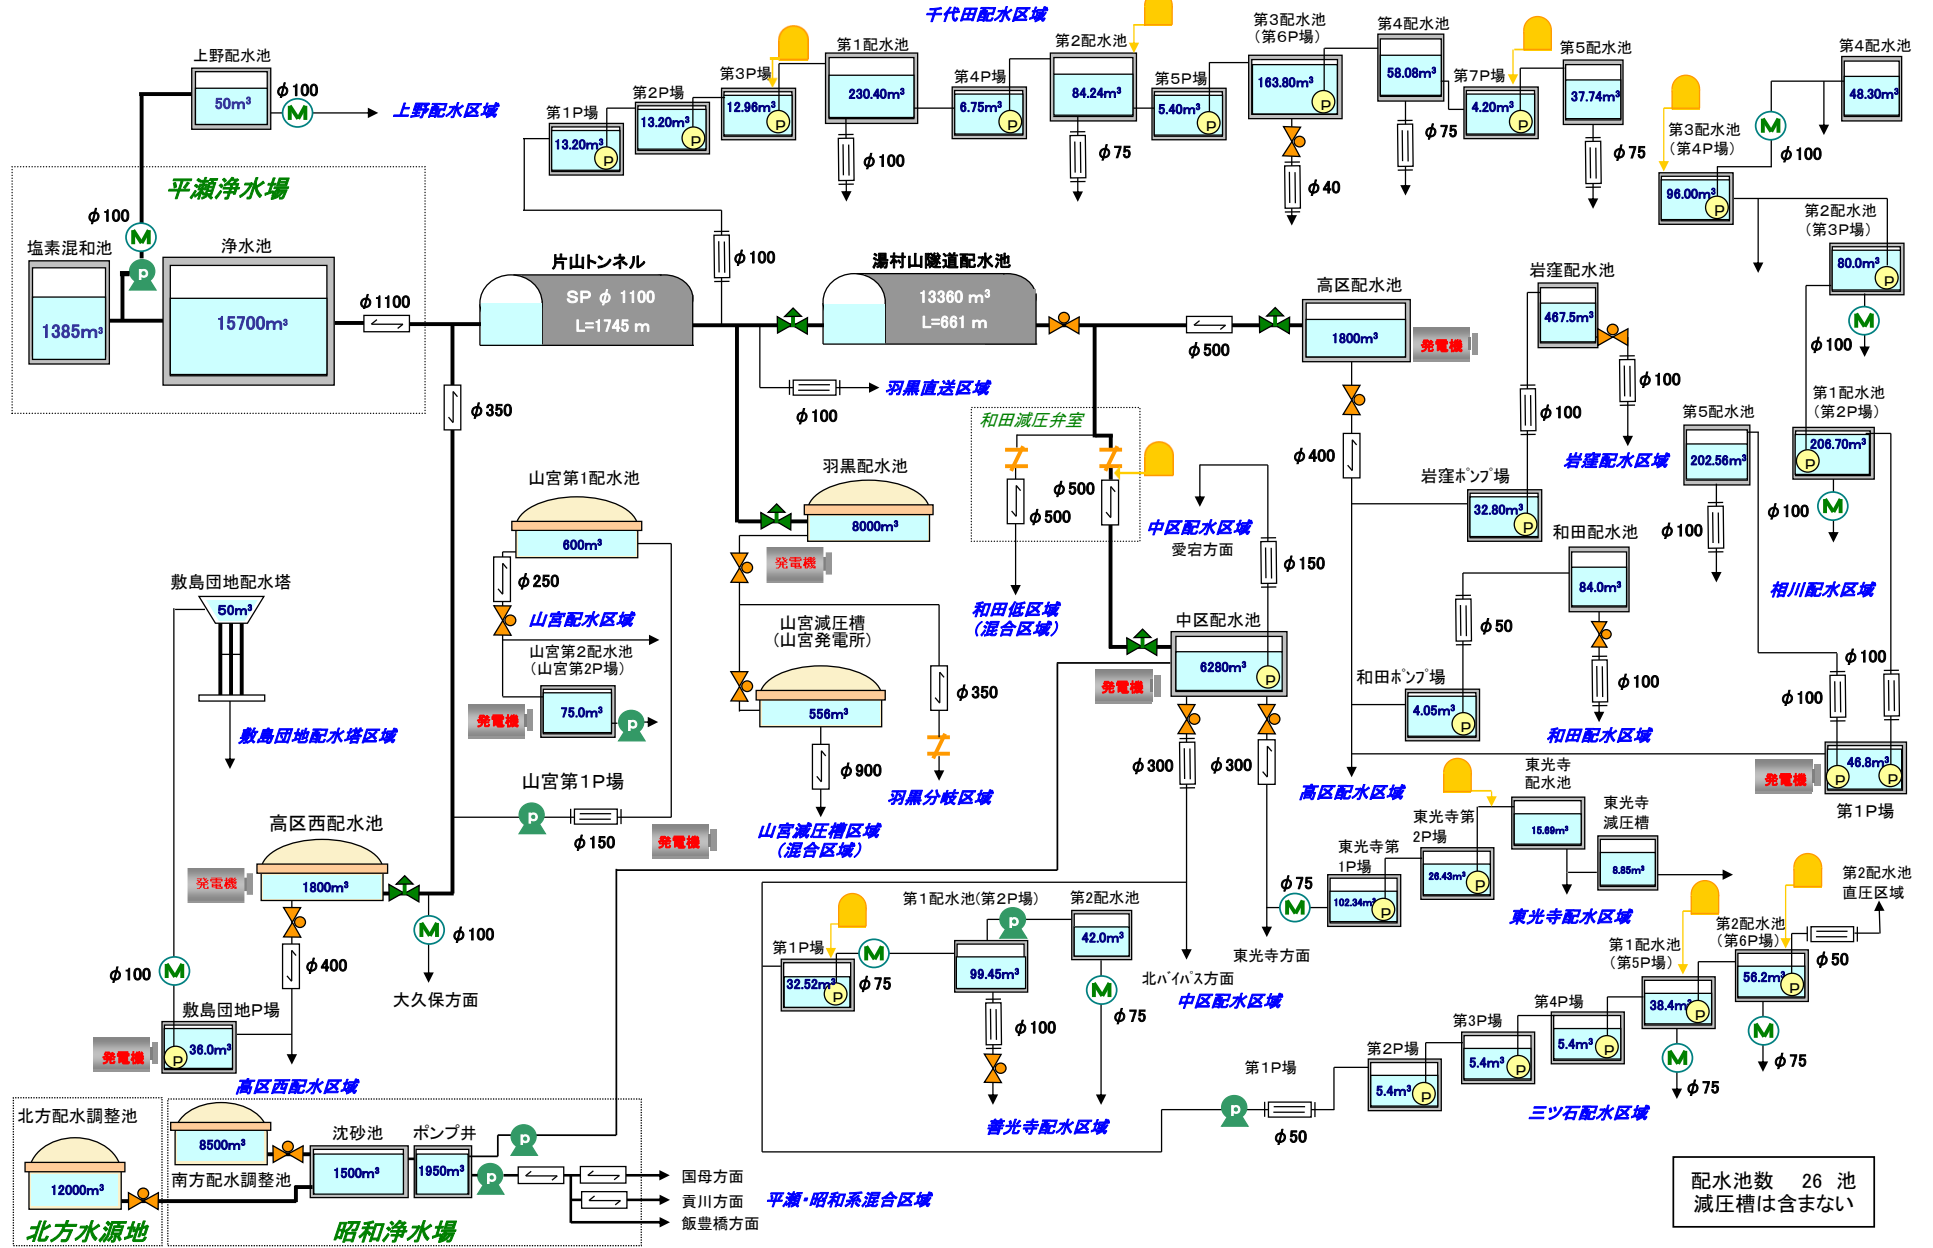 千代田配水区域
上野配水池
50m³
φ100
M
上野配水区域
第1P場
13.20m³
P
第2P場
13.20m³
P
第3P場
12.96m³
P
第1配水池
230.40m³
φ100
第4P場
6.75m³
P
第2配水池
84.24m³
φ75
第5P場
5.40m³
P
第3配水池
(第6P場)
163.80m³
P
φ40
第4配水池
58.08m³
φ75
第7P場
4.20m³
P
第5配水池
37.74m³
φ75
第4配水池
48.30m³
M
φ100
第3配水池
(第4P場)
96.00m³
P
第2配水池
(第3P場)
80.0m³
P
M
φ100
第1配水池
(第2P場)
206.70m³
P
M
φ100
平瀬浄水場
φ100
M
p
塩素混和池
1385m³
浄水池
15700m³
φ1100
片山トンネル
SP φ 1100
L=1745 m
φ100
湯村山隧道配水池
13360 m³
L=661 m
φ500
高区配水池
1800m³
発電機
岩窪配水池
467.5m³
φ100
φ100
岩窪配水区域
第5配水池
202.56m³
φ100
相川配水区域
φ350
羽黒直送区域
φ100
和田減圧弁室
φ500
φ500
和田低区域
(混合区域)
φ400
岩窪ポンプ場
32.80m³
P
山宮第1配水池
600m³
φ250
山宮配水区域
山宮第2配水池
(山宮第2P場)
75.0m³
p
発電機
山宮第1P場
p
φ150
発電機
羽黒配水池
8000m³
発電機
山宮減圧槽
(山宮発電所)
556m³
φ900
山宮減圧槽区域
(混合区域)
φ350
羽黒分岐区域
中区配水区域
愛宕方面
φ150
中区配水池
6280m³
P
発電機
φ300
φ300
和田配水池
84.0m³
φ50
φ100
和田配水区域
和田ポンプ場
4.05m³
P
高区配水区域
φ100
φ100
46.8m³
P
P
第1P場
発電機
敷島団地配水塔
50m³
敷島団地配水塔区域
高区西配水池
1800m³
発電機
φ400
M
φ100
大久保方面
M
φ100
敷島団地P場
36.0m³
P
発電機
高区西配水区域
東光寺
配水池
15.69m³
東光寺
減圧槽
8.85m³
東光寺第
2P場
26.43m³
P
東光寺第
1P場
102.34m³
P
φ75
M
東光寺方面
東光寺配水区域
第1P場
32.52m³
P
M
φ75
第1配水池(第2P場)
99.45m³
p
φ100
第2配水池
42.0m³
M
φ75
善光寺配水区域
北バイパス方面
中区配水区域
第1P場
p
φ50
第2P場
5.4m³
P
第3P場
5.4m³
P
第4P場
5.4m³
P
第1配水池
(第5P場)
38.4m³
P
M
φ75
第2配水池
(第6P場)
56.2m³
P
M
φ75
φ50
第2配水池
直圧区域
三ツ石配水区域
北方配水調整池
12000m³
北方水源地
8500m³
南方配水調整池
沈砂池
1500m³
ポンプ井
1950m³
p
p
昭和浄水場
国母方面
貢川方面
飯豊橋方面
平瀬・昭和系混合区域
配水池数 26 池
減圧槽は含まない